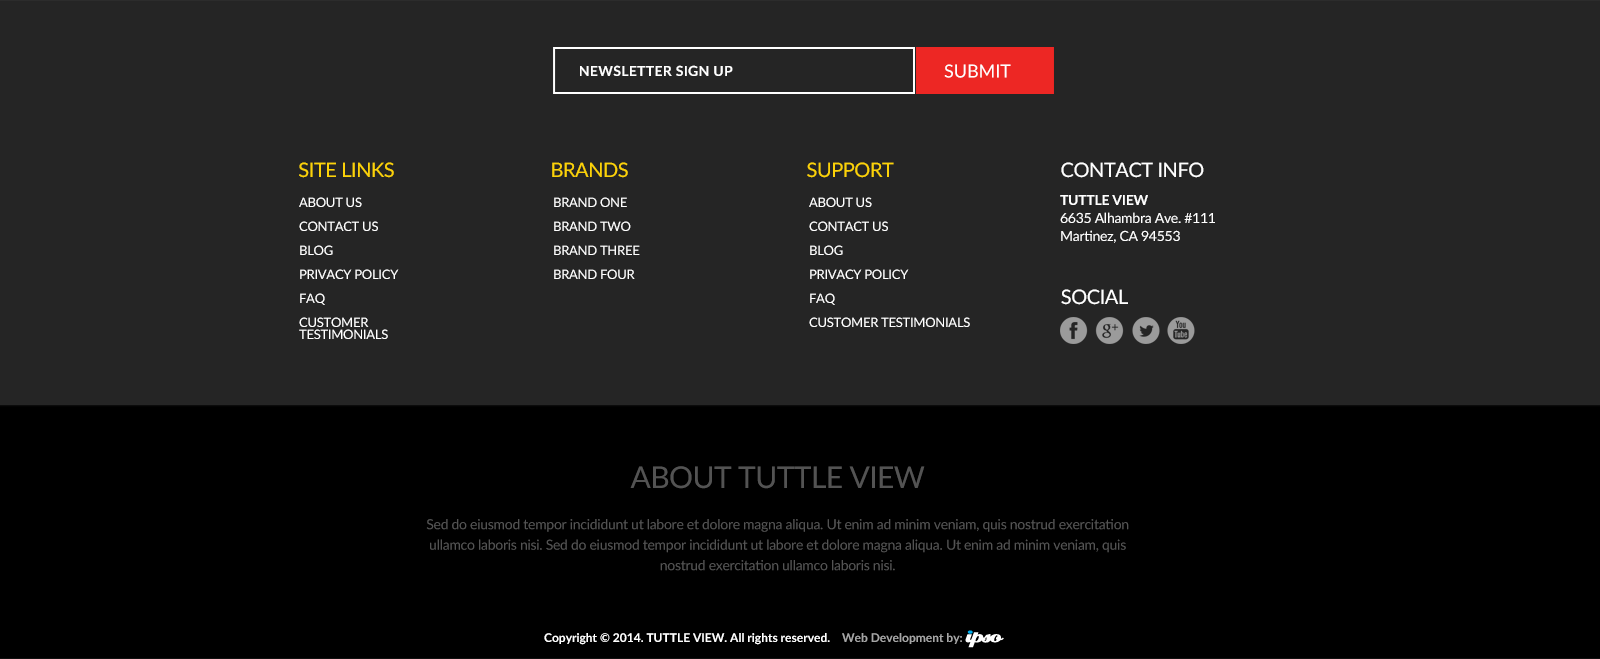 NEWSLETTER SIGN UP
SUBMIT
SITE LINKS
ABOUT US
CONTACT US
BLOG
PRIVACY POLICY
FAQ
CUSTOMER
TESTIMONIALS
BRANDS
BRAND ONE
BRAND TWO
BRAND THREE
BRAND FOUR
SUPPORT
ABOUT US
CONTACT US
BLOG
PRIVACY POLICY
FAQ
CUSTOMER TESTIMONIALS
CONTACT INFO
TUTTLE VIEW
6635 Alhambra Ave. #111
Martinez, CA 94553
SOCIAL
f g+ You Tube
ABOUT TUTTLE VIEW
Sed do eiusmod tempor incididunt ut labore et dolore magna aliqua. Ut enim ad minim veniam, quis nostrud exercitation
ullamco laboris nisi. Sed do eiusmod tempor incididunt ut labore et dolore magna aliqua. Ut enim ad minim veniam, quis
nostrud exercitation ullamco laboris nisi.
Copyright © 2014. TUTTLE VIEW. All rights reserved. Web Development by: ipso